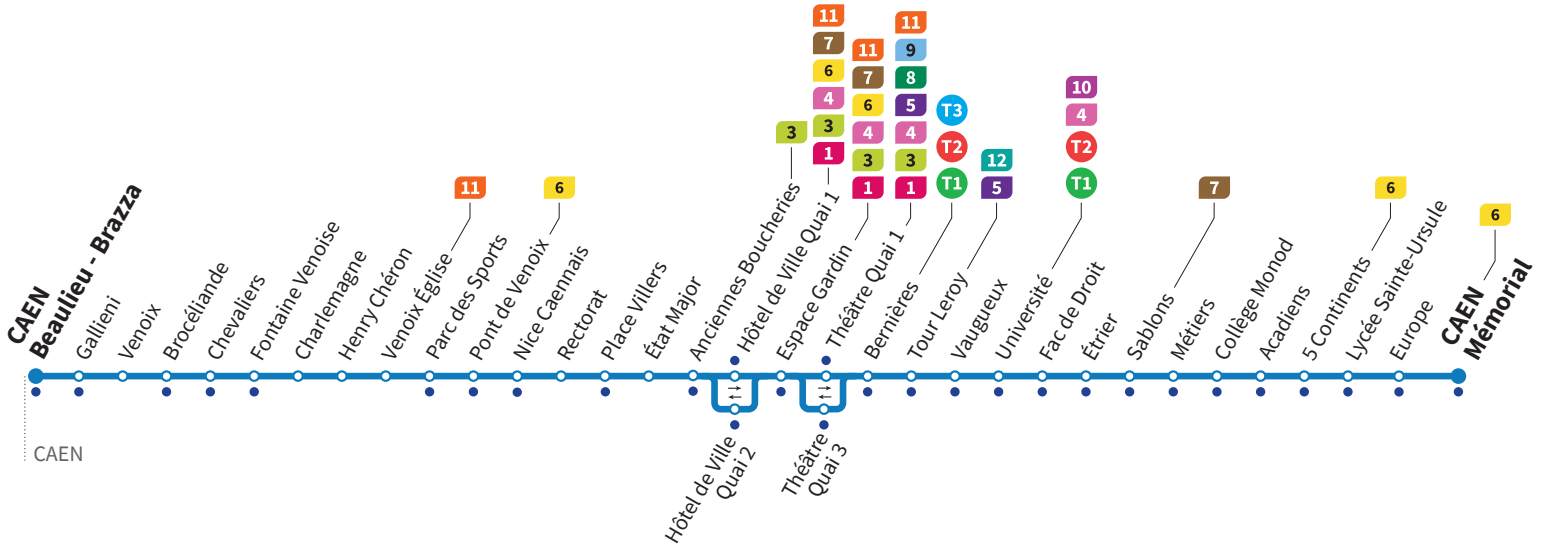 CAEN
Beaulieu - Brazza
Gallieni
Venoix
Brocéliande
Chevaliers
Fontaine Venoise
Charlemagne
Henry Chéron
Venoix Église
11
Parc des Sports
Pont de Venoix
6
Nice Caennais
Rectorat
Place Villers
État Major
Anciennes Boucheries
3
Hôtel de Ville Quai 1
11
7
6
4
3
1
Espace Gardin
11
7
6
4
3
1
Théâtre Quai 1
11
9
8
5
4
3
1
Bernières
T3
T2
T1
Tour Leroy
12
5
Vaugueux
Université
10
4
T2
T1
Fac de Droit
Étrier
Sablons
7
Métiers
Collège Monod
Acadiens
5 Continents
6
Lycée Sainte-Ursule
Europe
CAEN
Mémorial
6
Hôtel de Ville
Quai 2
Théâtre
Quai 3
CAEN